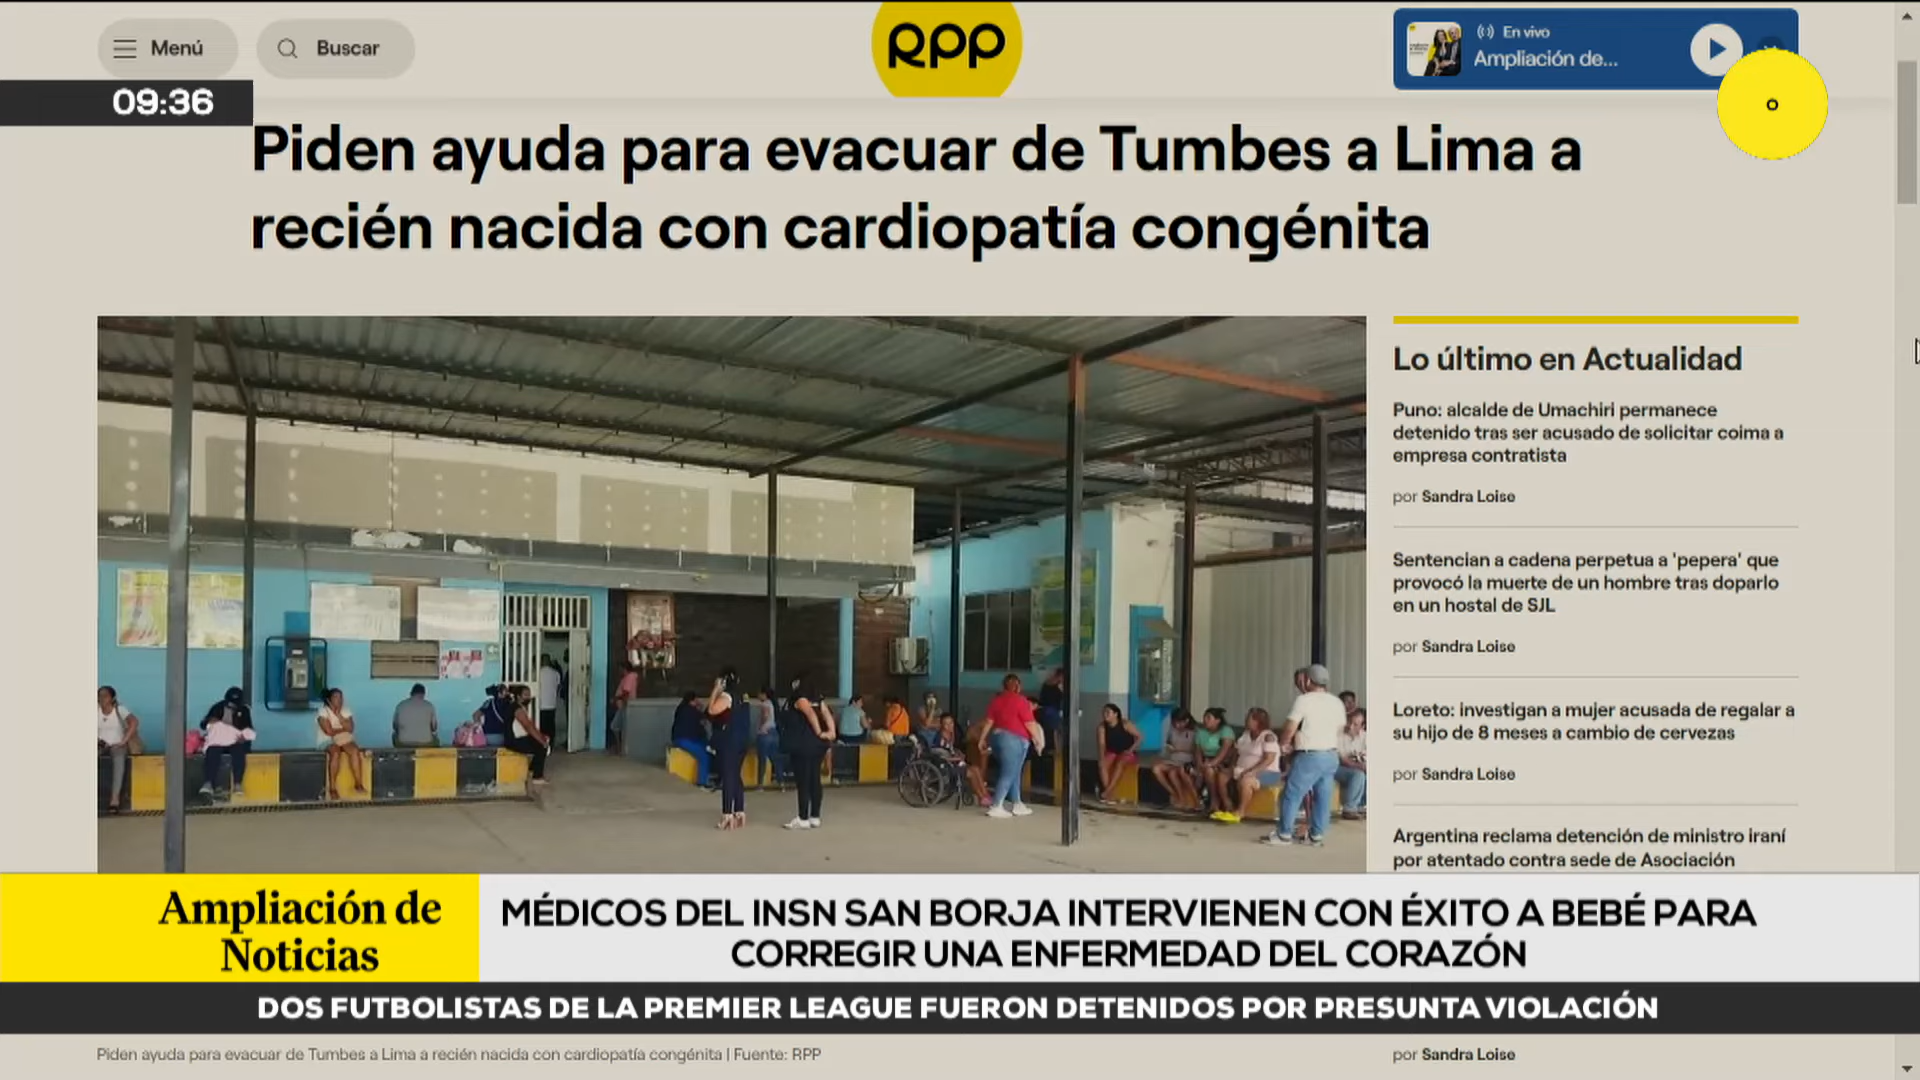 Menú
Buscar
rpp
En vivo
Ampliación de...
09:36
Piden ayuda para evacuar de Tumbes a Lima a
recién nacida con cardiopatía congénita
Lo último en Actualidad
Puno: alcalde de Umachiri permanece
detenido tras ser acusado de solicitar coima a
empresa contratista
por Sandra Loise
Sentencian a cadena perpetua a 'pepera' que
provocó la muerte de un hombre tras doparlo
en un hostal de SJL
por Sandra Loise
Loreto: investigan a mujer acusada de regalar a
su hijo de 8 meses a cambio de cervezas
por Sandra Loise
Argentina reclama detención de ministro iraní
por atentado contra sede de Asociación
Ampliación de
Noticias
MÉDICOS DEL INSN SAN BORJA INTERVIENEN CON ÉXITO A BEBÉ PARA
CORREGIR UNA ENFERMEDAD DEL CORAZÓN
DOS FUTBOLISTAS DE LA PREMIER LEAGUE FUERON DETENIDOS POR PRESUNTA VIOLACIÓN
Piden ayuda para evacuar de Tumbes a Lima a recién nacida con cardiopatía congénita | Fuente: RPP
por Sandra Loise